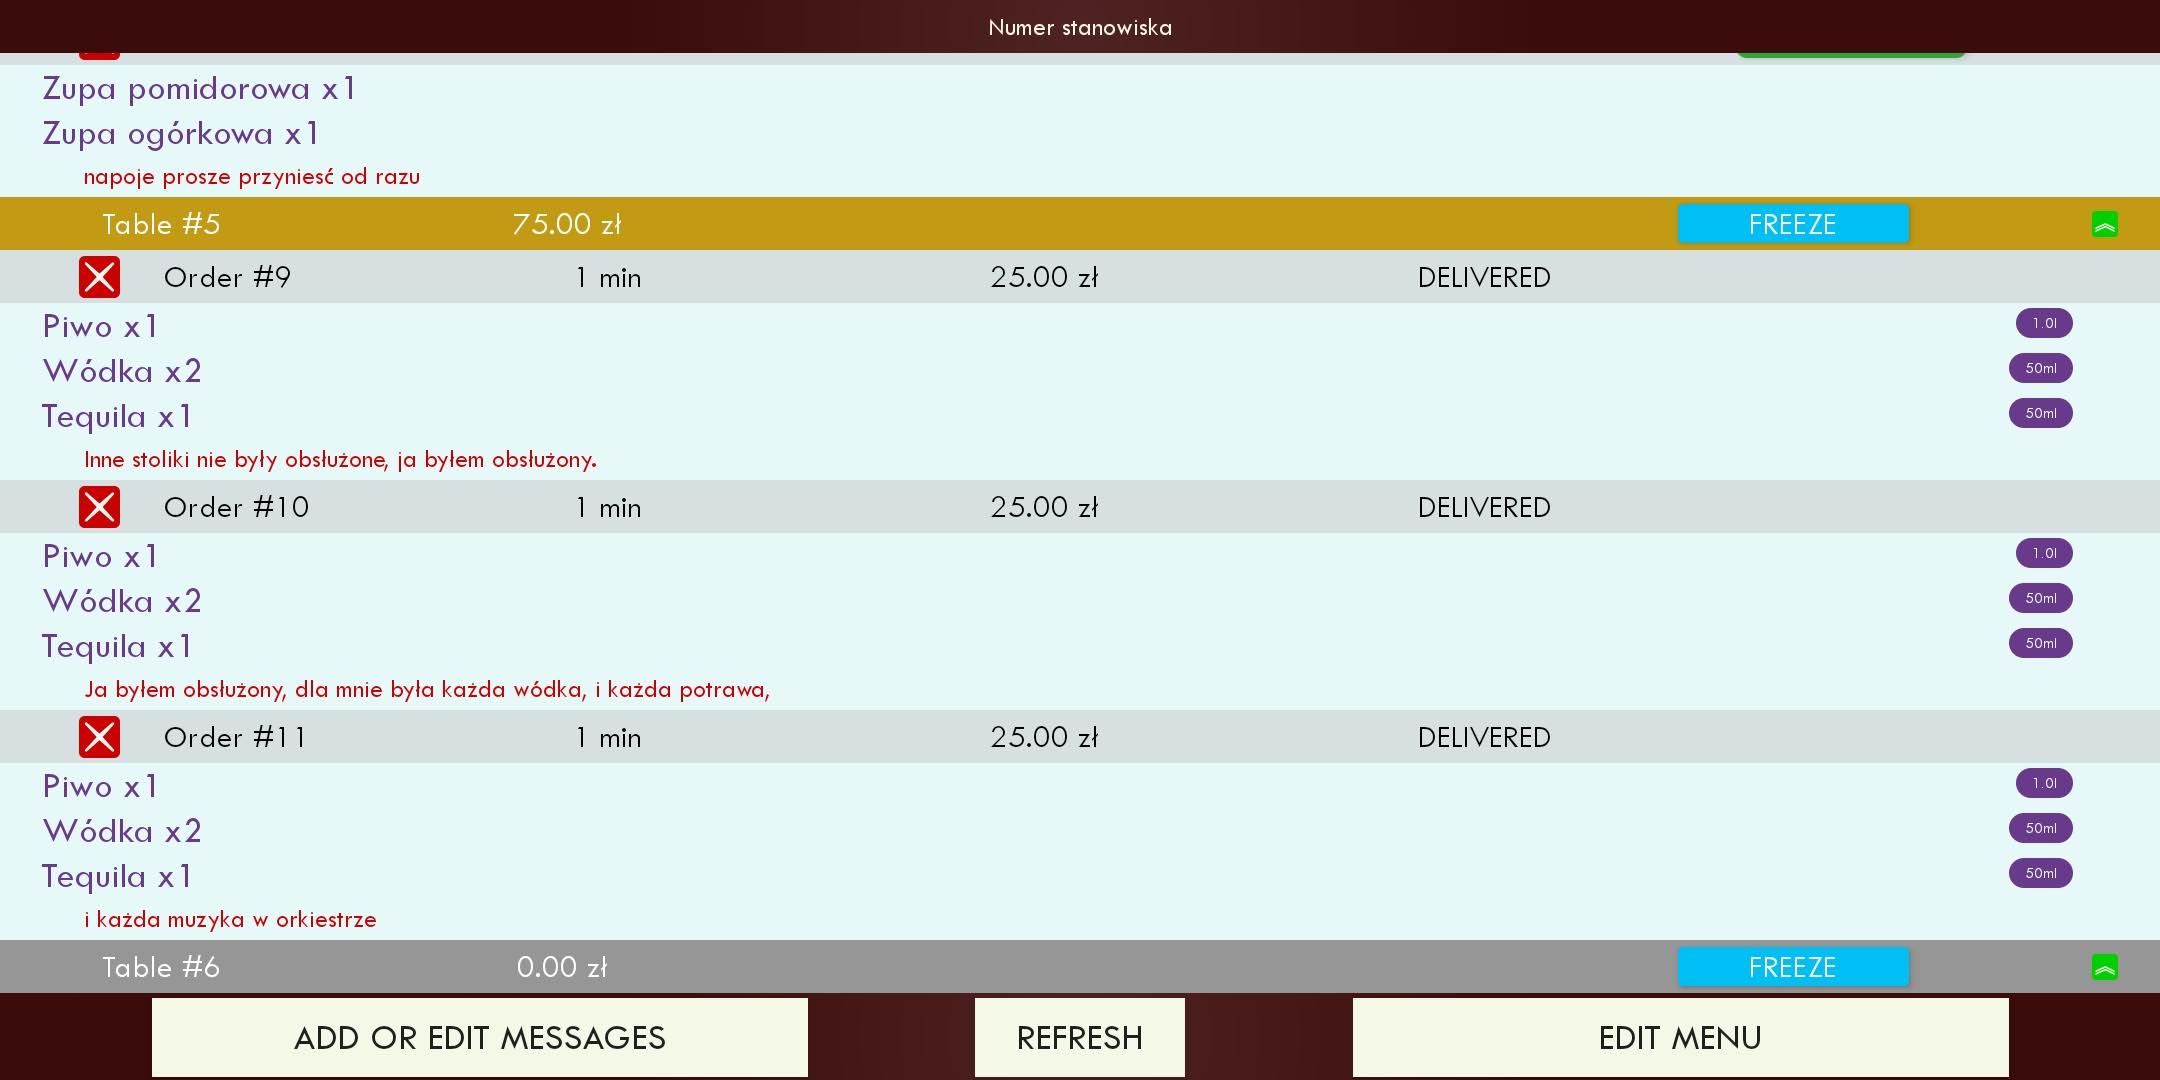 Numer stanowiska
Zupa pomidorowa x1
Zupa ogórkowa x1
napoje prosze przynieść od razu
Table #5 75.00 zł FREEZE
Order #9 1 min 25.00 zł DELIVERED
Piwo x1 1.0l
Wódka x2 50ml
Tequila x1 50ml
Inne stoliki nie były obsłużone, ja byłem obsłużony.
Order #10 1 min 25.00 zł DELIVERED
Piwo x1 1.0l
Wódka x2 50ml
Tequila x1 50ml
Ja byłem obsłużony, dla mnie była każda wódka, i każda potrawa,
Order #11 1 min 25.00 zł DELIVERED
Piwo x1 1.0l
Wódka x2 50ml
Tequila x1 50ml
i każda muzyka w orkiestrze
Table #6 0.00 zł FREEZE
ADD OR EDIT MESSAGES REFRESH EDIT MENU